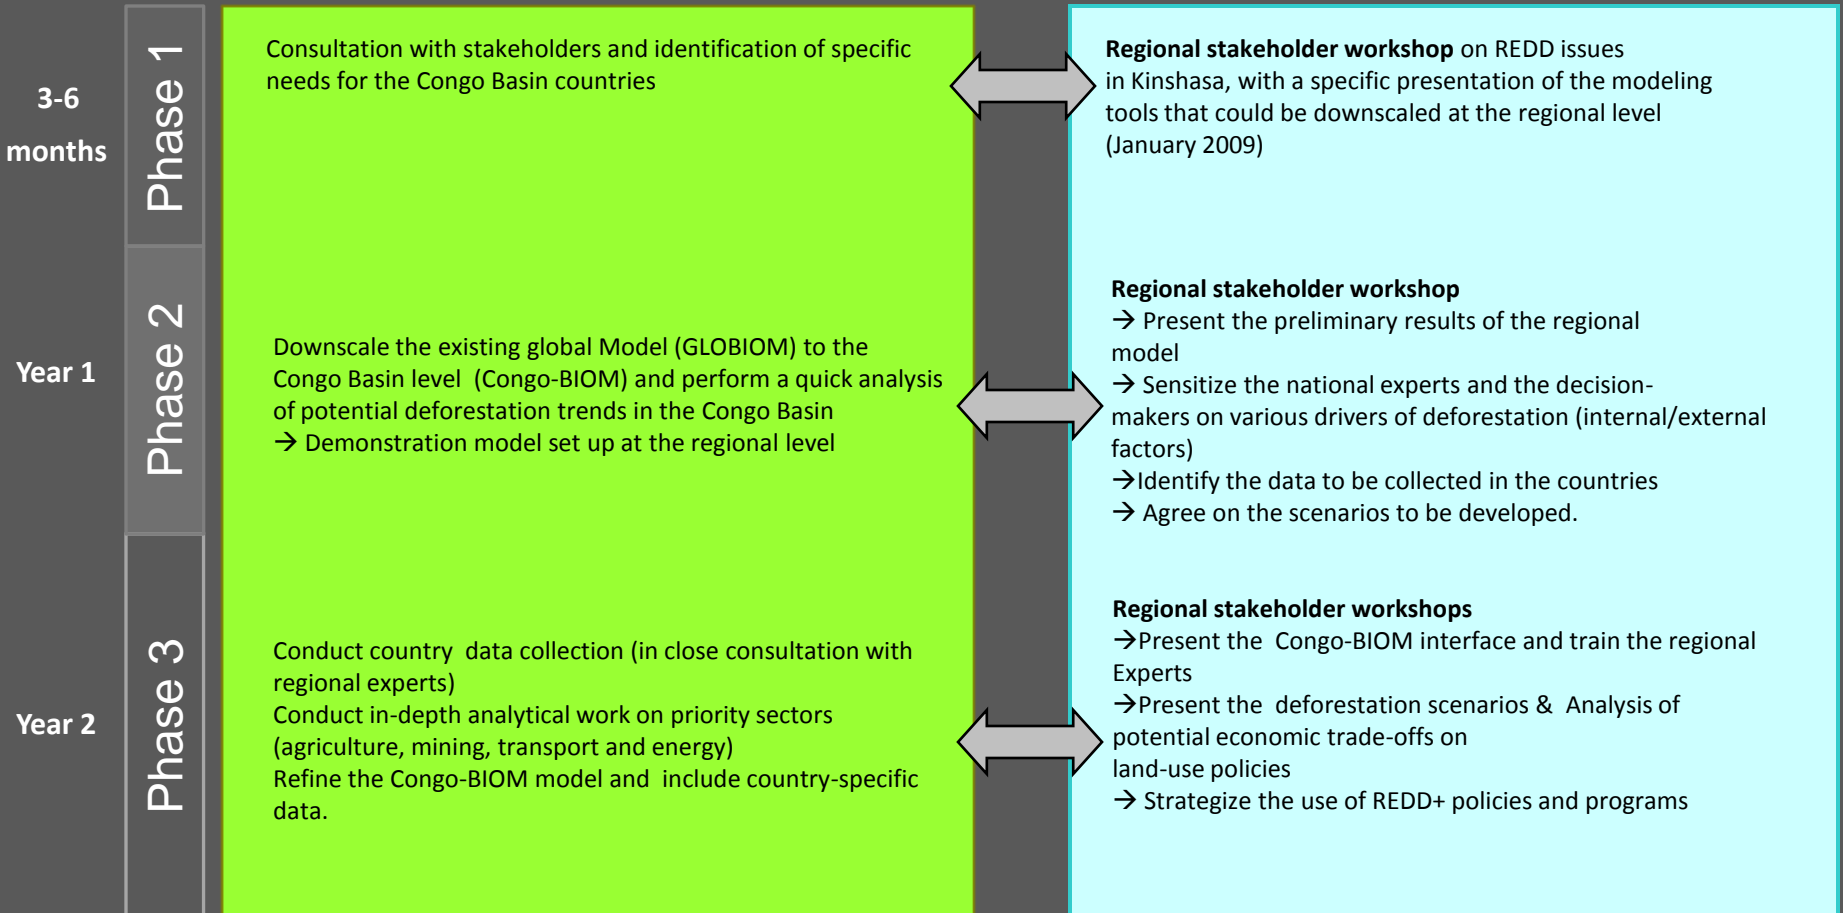 3-6
months
Phase 1
Consultation with stakeholders and identification of specific
needs for the Congo Basin countries
Regional stakeholder workshop on REDD issues
in Kinshasa, with a specific presentation of the modeling
tools that could be downscaled at the regional level
(January 2009)
Year 1
Phase 2
Downscale the existing global Model (GLOBIOM) to the
Congo Basin level (Congo-BIOM) and perform a quick analysis
of potential deforestation trends in the Congo Basin
→ Demonstration model set up at the regional level
Regional stakeholder workshop
→ Present the preliminary results of the regional
model
→ Sensitize the national experts and the decision-
makers on various drivers of deforestation (internal/external
factors)
→Identify the data to be collected in the countries
→ Agree on the scenarios to be developed.
Year 2
Phase 3
Conduct country data collection (in close consultation with
regional experts)
Conduct in-depth analytical work on priority sectors
(agriculture, mining, transport and energy)
Refine the Congo-BIOM model and include country-specific
data.
Regional stakeholder workshops
→Present the Congo-BIOM interface and train the regional
Experts
→Present the deforestation scenarios & Analysis of
potential economic trade-offs on
land-use policies
→ Strategize the use of REDD+ policies and programs